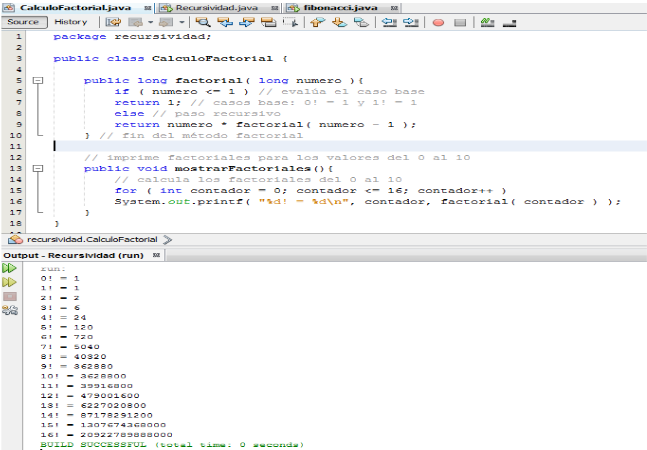 CalculoFactorial.java Recursividad.java fibonacci.java
Source History
1 package recursividad;
2
3 public class CalculoFactorial {
4
5 public long factorial( long numero ){
6 if ( numero <= 1 ) // evalúa el caso base
7 return 1; // casos base: 0! = 1 y 1! = 1
8 else // paso recursivo
9 return numero * factorial( numero - 1 );
10 } // fin del método factorial
11
12 // imprime factoriales para los valores del 0 al 10
13 public void mostrarFactoriales(){
14 // calcula los factoriales del 0 al 10
15 for ( int contador = 0; contador <= 16; contador++ )
16 System.out.printf( "%d! = %d\n", contador, factorial( contador ) );
17 }
18 }
recursividad.CalculoFactorial
Output - Recursividad (run)
run:
0! = 1
1! = 1
2! = 2
3! = 6
4! = 24
5! = 120
6! = 720
7! = 5040
8! = 40320
9! = 362880
10! = 3628800
11! = 39916800
12! = 479001600
13! = 6227020800
14! = 87178291200
15! = 1307674368000
16! = 20922789888000
BUILD SUCCESSFUL (total time: 0 seconds)